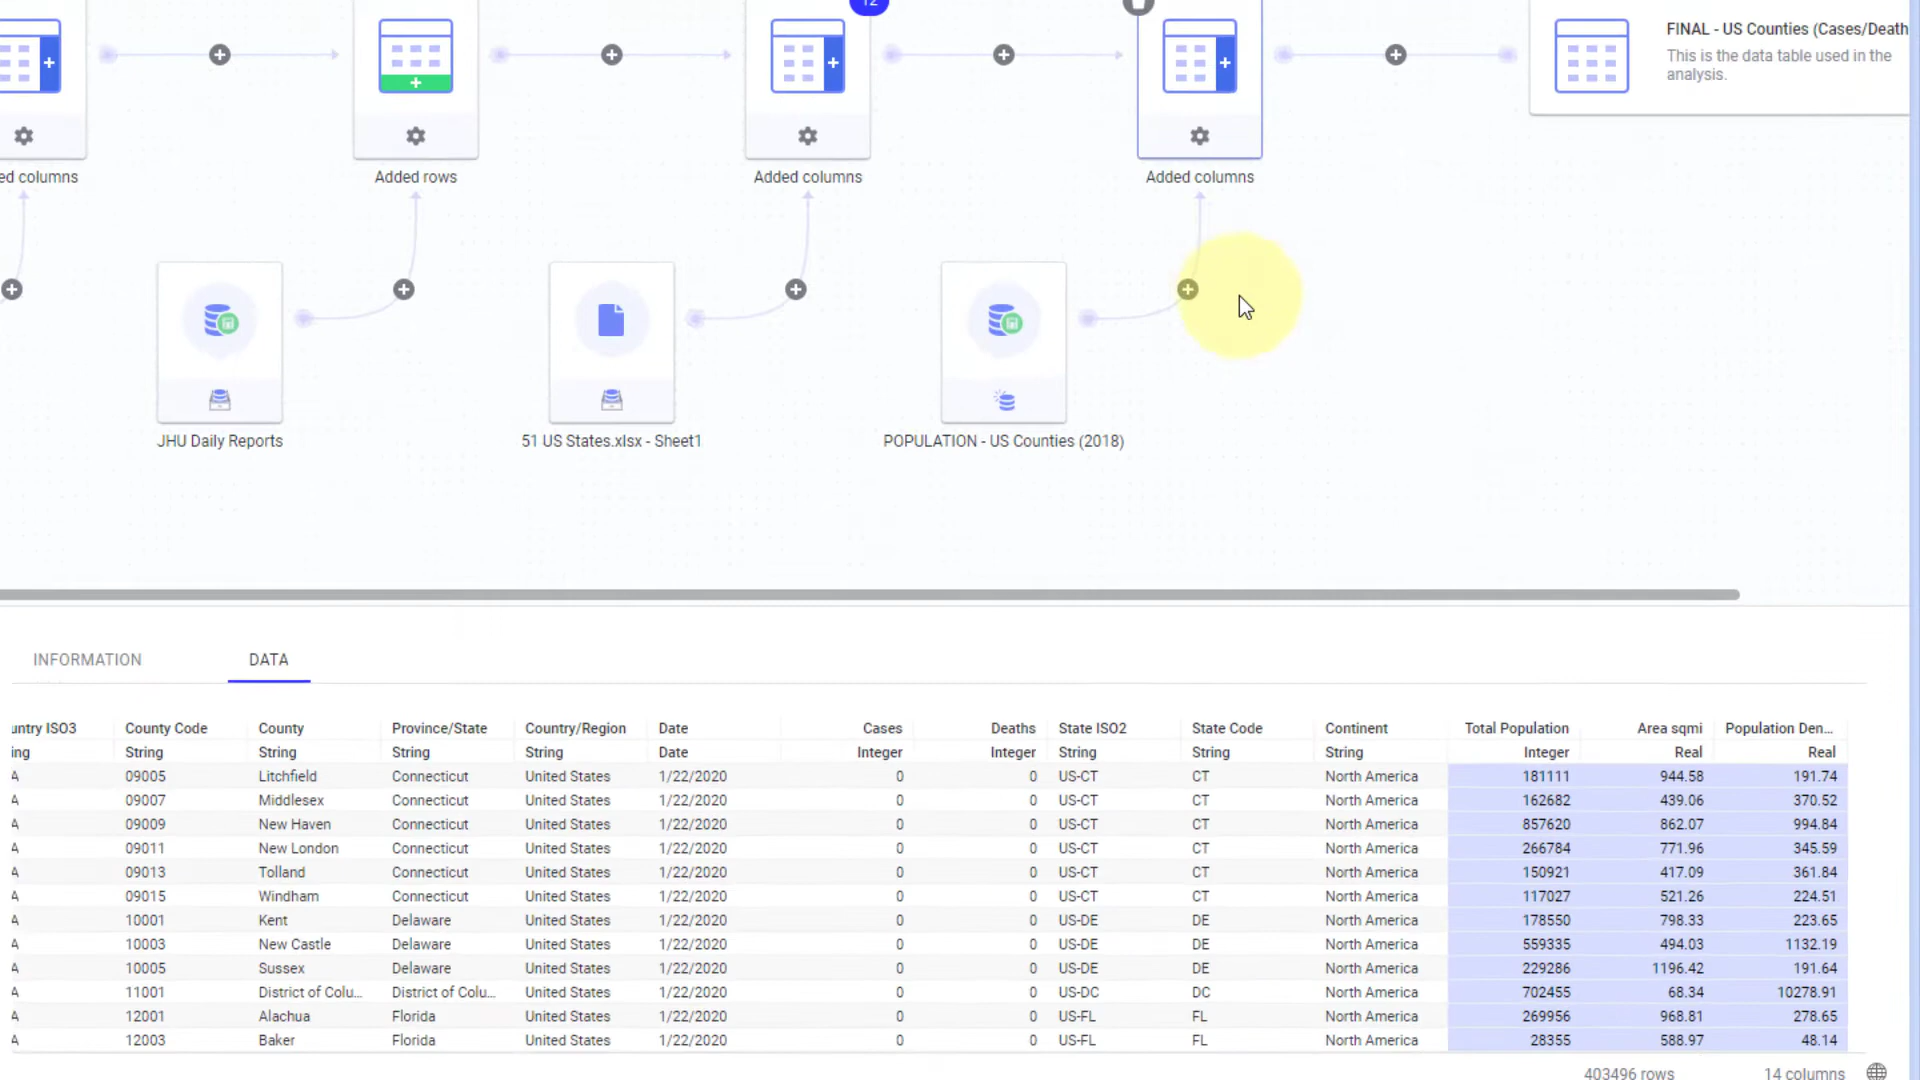 12
FINAL - US Counties (Cases/Death
This is the data table used in the
analysis.
ed columns
Added rows
Added columns
Added columns
JHU Daily Reports
51 US States.xlsx - Sheet1
POPULATION - US Counties (2018)
INFORMATION
DATA
untry ISO3 County Code County Province/State Country/Region Date Cases Deaths State ISO2 State Code Continent Total Population Area sqmi Population Den...
ing String String String String Date Integer Integer String String String Integer Real Real
A 09005 Litchfield Connecticut United States 1/22/2020 0 0 US-CT CT North America 181111 944.58 191.74
A 09007 Middlesex Connecticut United States 1/22/2020 0 0 US-CT CT North America 162682 439.06 370.52
A 09009 New Haven Connecticut United States 1/22/2020 0 0 US-CT CT North America 857620 862.07 994.84
A 09011 New London Connecticut United States 1/22/2020 0 0 US-CT CT North America 266784 771.96 345.59
A 09013 Tolland Connecticut United States 1/22/2020 0 0 US-CT CT North America 150921 417.09 361.84
A 09015 Windham Connecticut United States 1/22/2020 0 0 US-CT CT North America 117027 521.26 224.51
A 10001 Kent Delaware United States 1/22/2020 0 0 US-DE DE North America 178550 798.33 223.65
A 10003 New Castle Delaware United States 1/22/2020 0 0 US-DE DE North America 559335 494.03 1132.19
A 10005 Sussex Delaware United States 1/22/2020 0 0 US-DE DE North America 229286 1196.42 191.64
A 11001 District of Colu... District of Colu... United States 1/22/2020 0 0 US-DC DC North America 702455 68.34 10278.91
A 12001 Alachua Florida United States 1/22/2020 0 0 US-FL FL North America 269956 968.81 278.65
A 12003 Baker Florida United States 1/22/2020 0 0 US-FL FL North America 28355 588.97 48.14
403496 rows 14 columns